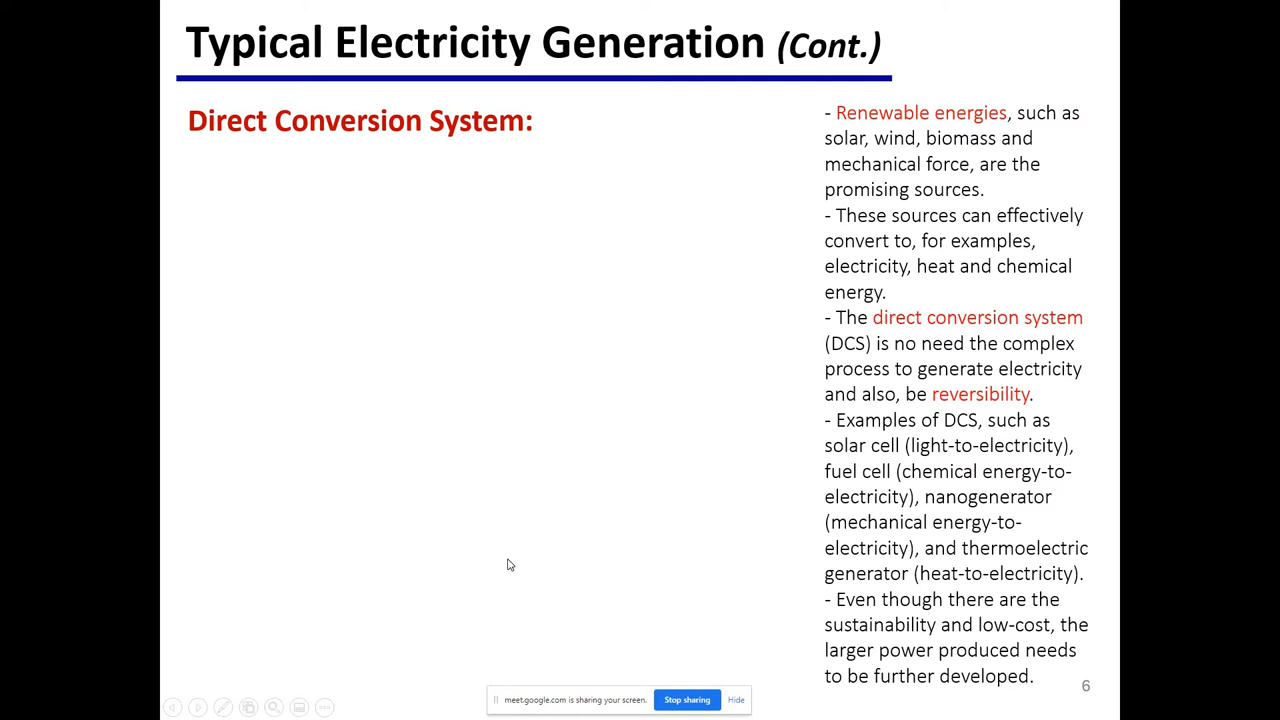 Typical Electricity Generation (Cont.)
Direct Conversion System:
- Renewable energies, such as
solar, wind, biomass and
mechanical force, are the
promising sources.
- These sources can effectively
convert to, for examples,
electricity, heat and chemical
energy.
- The direct conversion system
(DCS) is no need the complex
process to generate electricity
and also, be reversibility.
- Examples of DCS, such as
solar cell (light-to-electricity),
fuel cell (chemical energy-to-
electricity), nanogenerator
(mechanical energy-to-
electricity), and thermoelectric
generator (heat-to-electricity).
- Even though there are the
sustainability and low-cost, the
larger power produced needs
to be further developed.
6
meet.google.com is sharing your screen. Stop sharing Hide